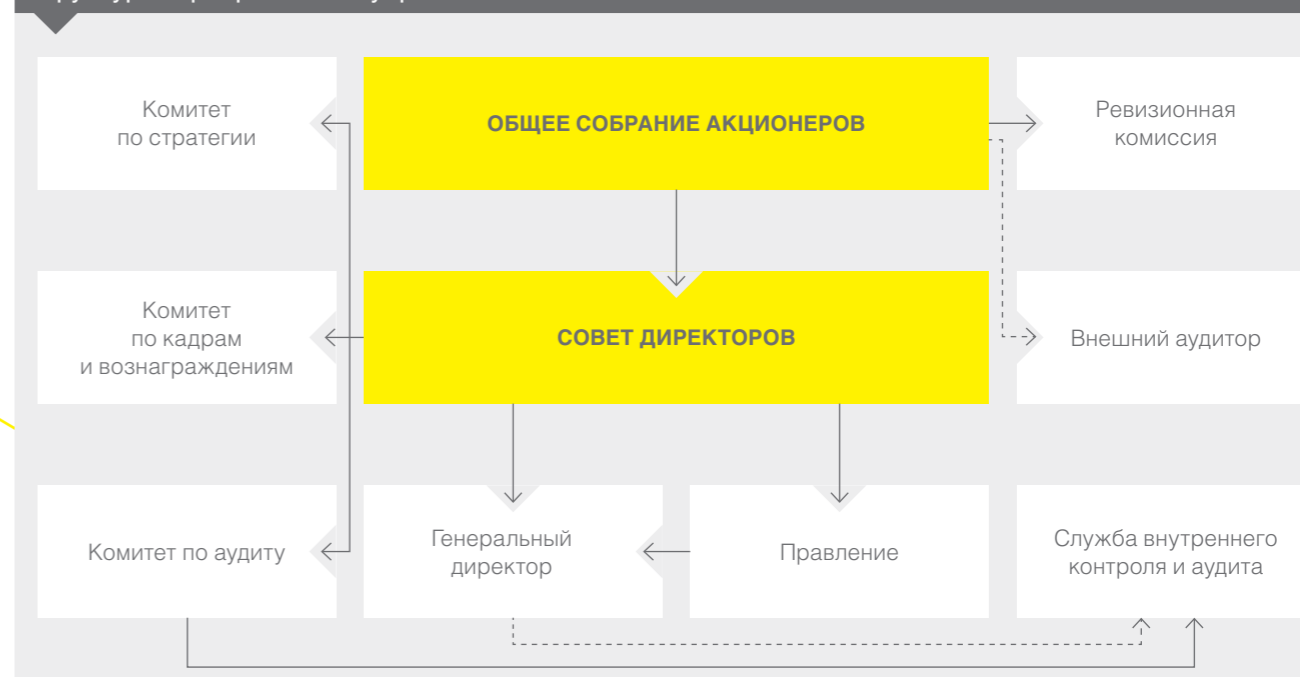 Комитет
по стратегии
ОБЩЕЕ СОБРАНИЕ АКЦИОНЕРОВ
Ревизионная
комиссия
Комитет
по кадрам
и вознаграждениям
СОВЕТ ДИРЕКТОРОВ
Внешний аудитор
Комитет по аудиту
Генеральный
директор
Правление
Служба внутреннего
контроля и аудита